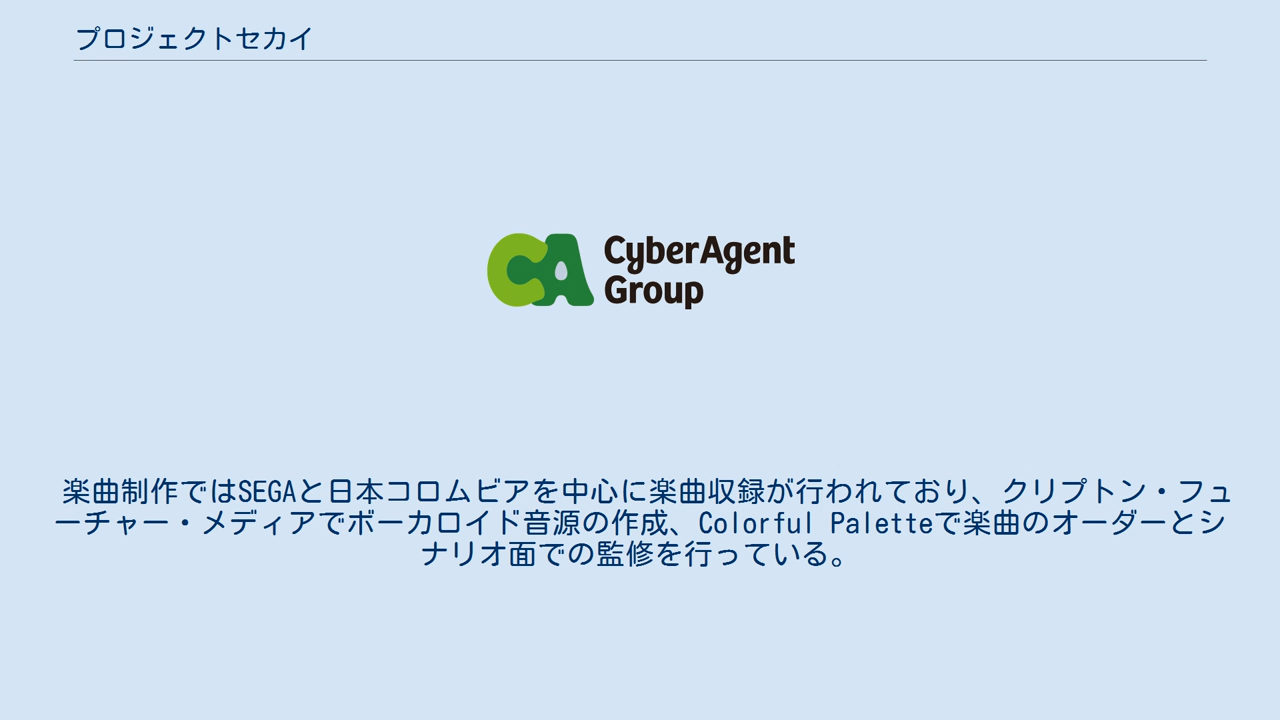 プロジェクトセカイ
CA CyberAgent
Group
楽曲制作ではSEGAと日本コロムビアを中心に楽曲収録が行われており、クリプトン・フュ
ーチャー・メディアでボーカロイド音源の作成、Colorful Paletteで楽曲のオーダーとシ
ナリオ面での監修を行っている。